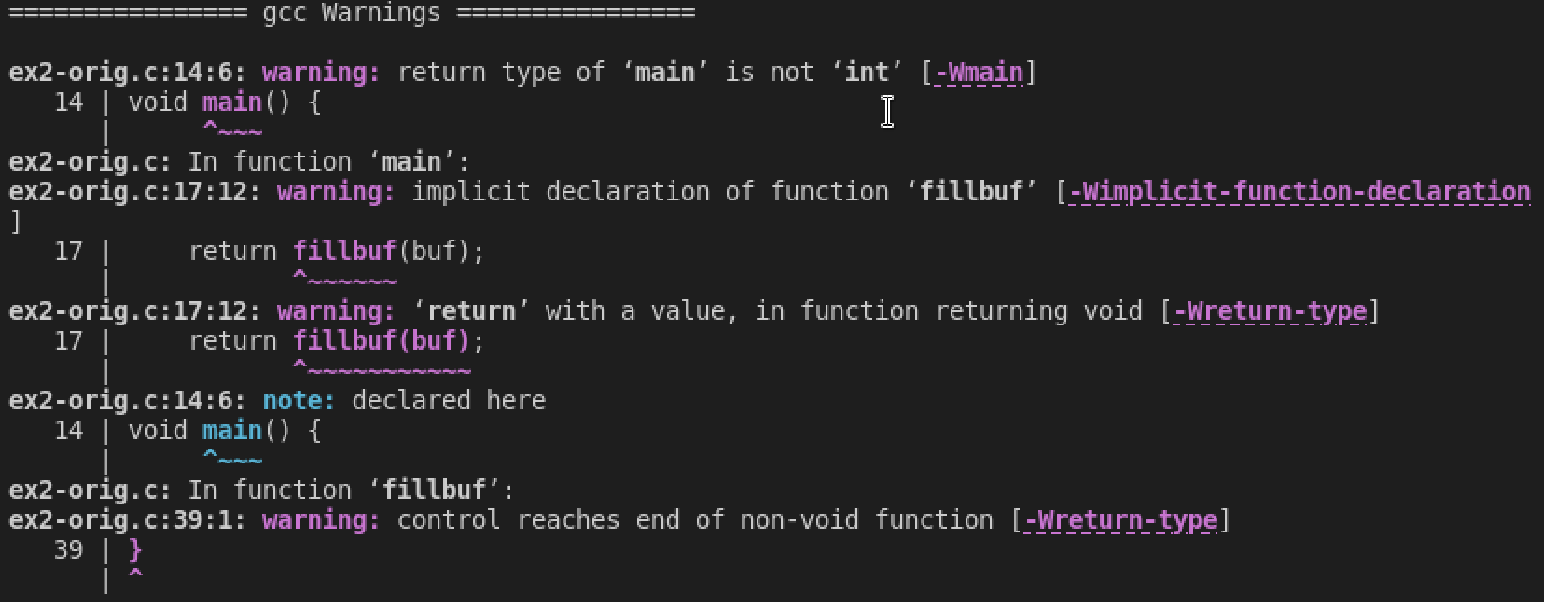 ================ gcc Warnings ================
ex2-orig.c:14:6: warning: return type of ‘main’ is not ‘int’ [-Wmain]
   14 | void main() {
      |      ^~~~
ex2-orig.c: In function ‘main’:
ex2-orig.c:17:12: warning: implicit declaration of function ‘fillbuf’ [-Wimplicit-function-declaration
]
   17 |     return fillbuf(buf);
      |            ^~~~~~~
ex2-orig.c:17:12: warning: ‘return’ with a value, in function returning void [-Wreturn-type]
   17 |     return fillbuf(buf);
      |            ^~~~~~~~~~~~
ex2-orig.c:14:6: note: declared here
   14 | void main() {
      |      ^~~~
ex2-orig.c: In function ‘fillbuf’:
ex2-orig.c:39:1: warning: control reaches end of non-void function [-Wreturn-type]
   39 | }
      | ^